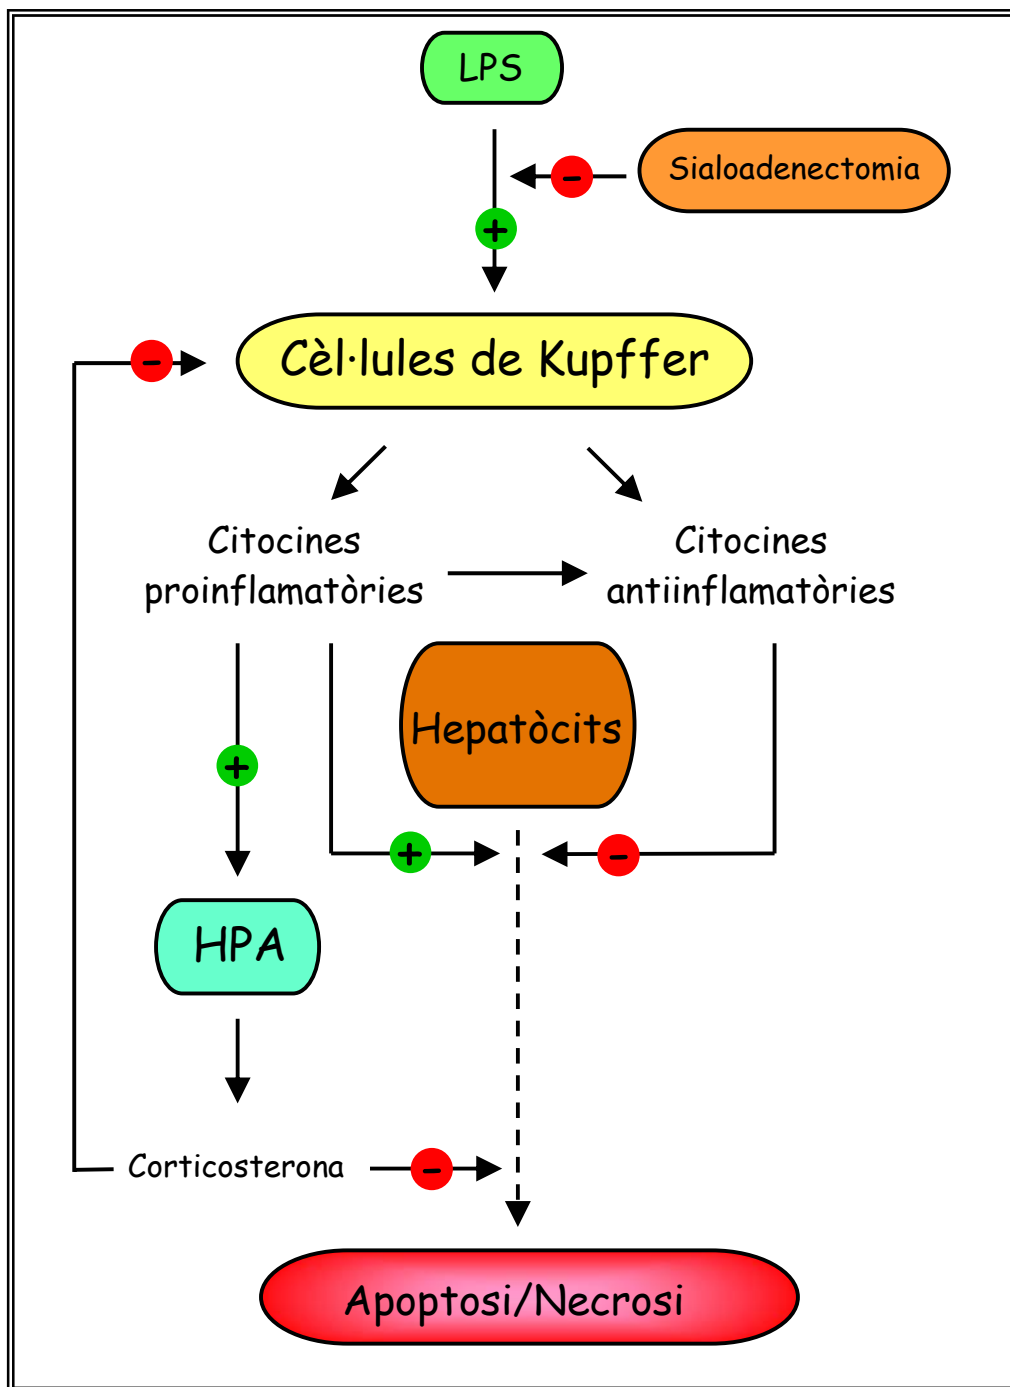 LPS
-
Sialoadenectomia
+
-
Cèl·lules de Kupffer
Citocines
proinflamatòries
Citocines
antiinflamatòries
Hepatòcits
+
+
-
HPA
Corticosterona
-
Apoptosi/Necrosi